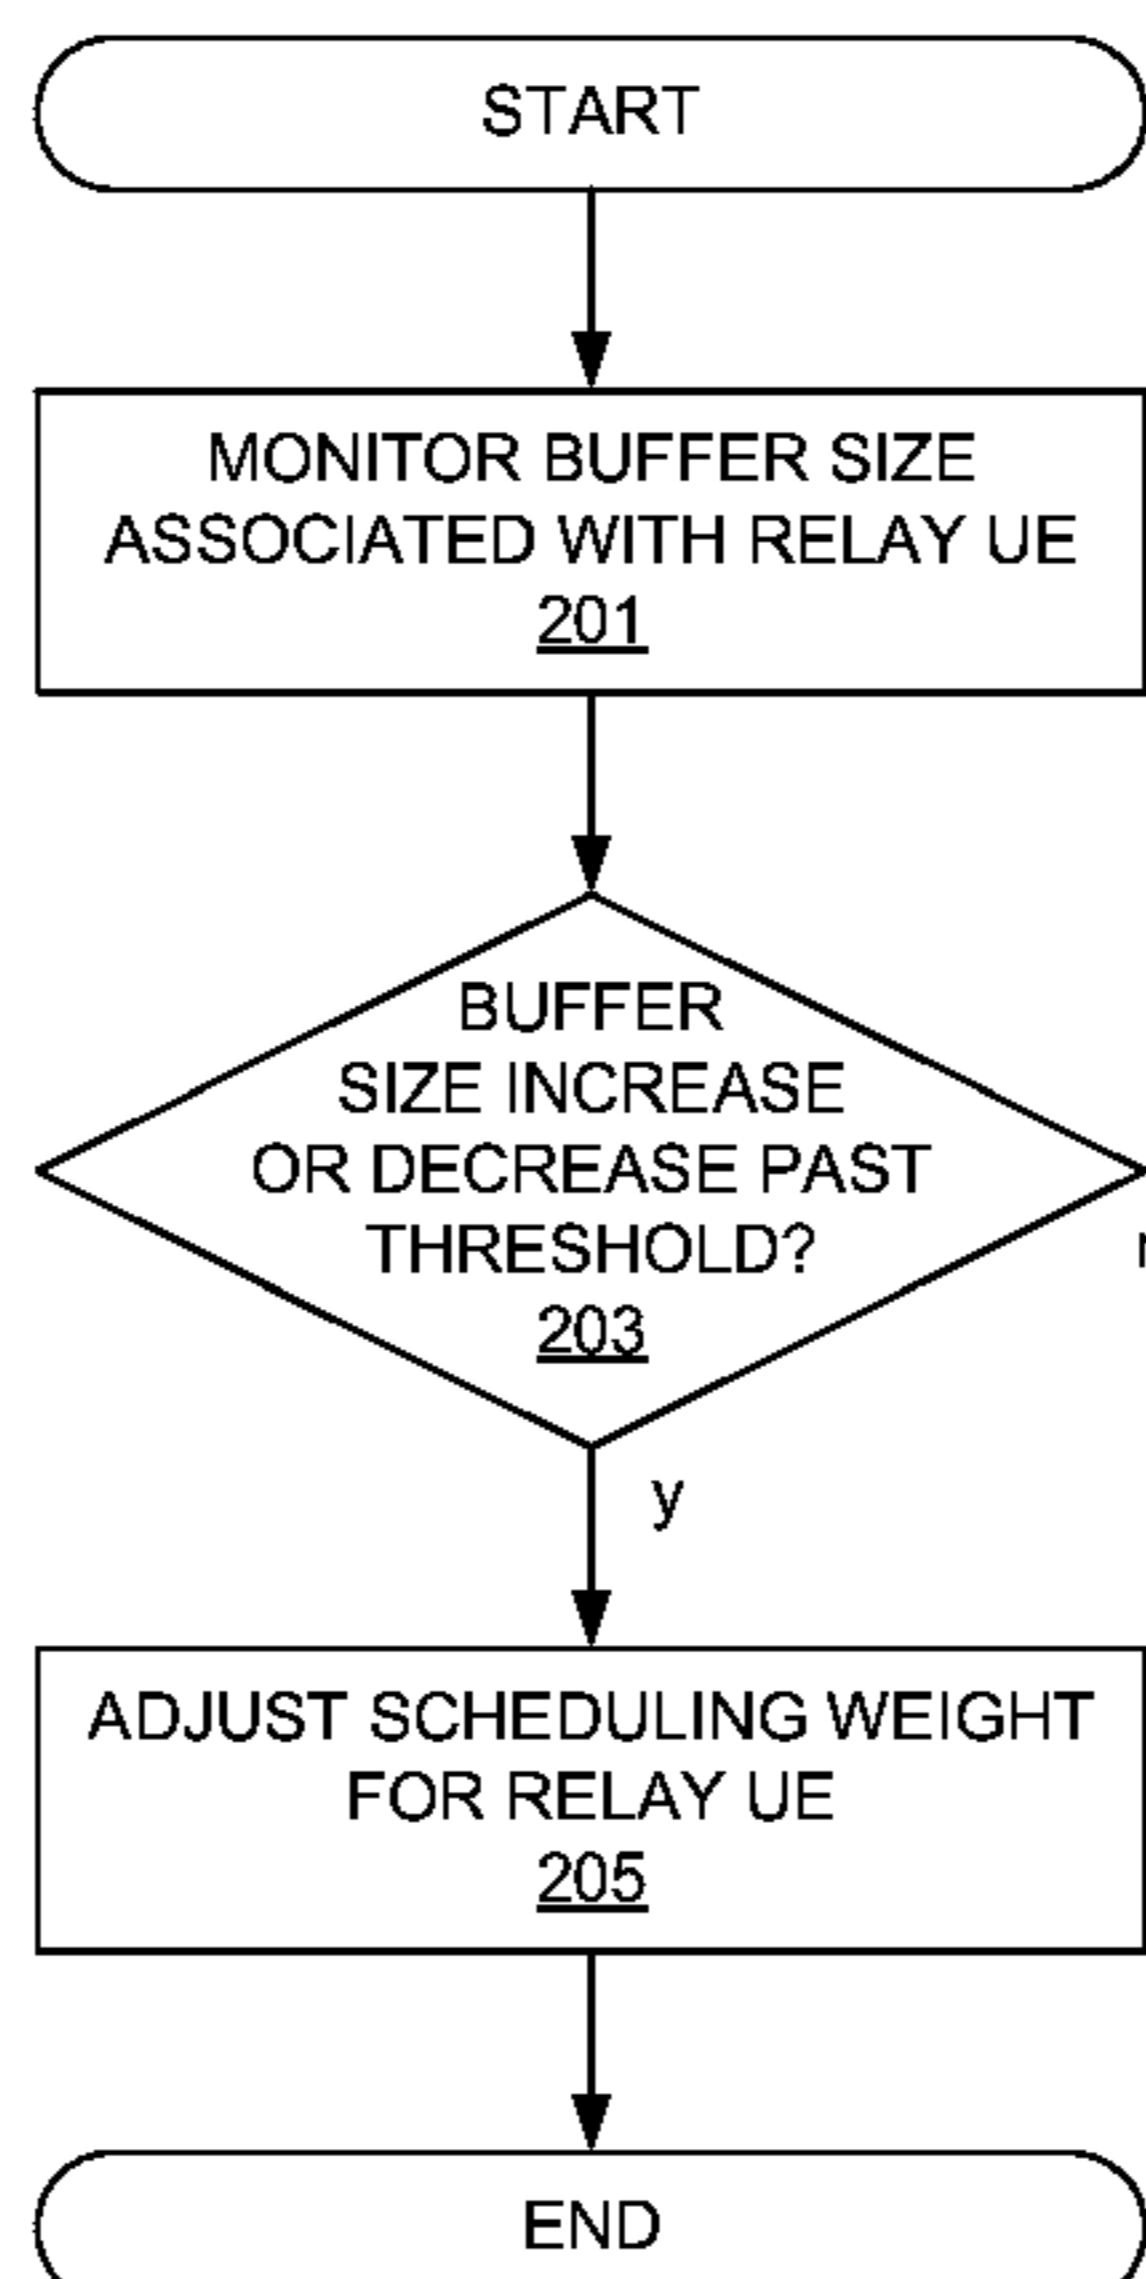 START
MONITOR BUFFER SIZE
ASSOCIATED WITH RELAY UE
201
BUFFER
SIZE INCREASE
OR DECREASE PAST
THRESHOLD?
203
y
ADJUST SCHEDULING WEIGHT
FOR RELAY UE
205
END